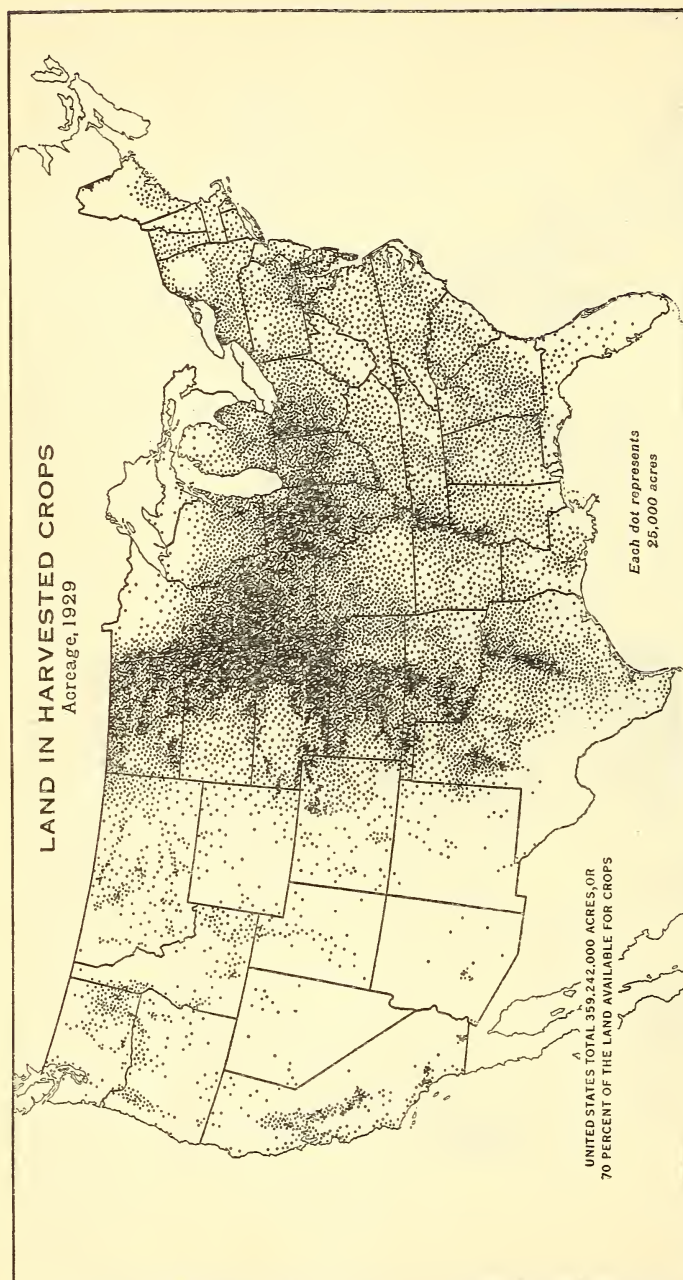 LAND IN HARVESTED CROPS
Acreage, 1929
Each dot represents
25,000 acres
UNITED STATES TOTAL 359,242,000 ACRES, OR
70 PERCENT OF THE LAND AVAILABLE FOR CROPS